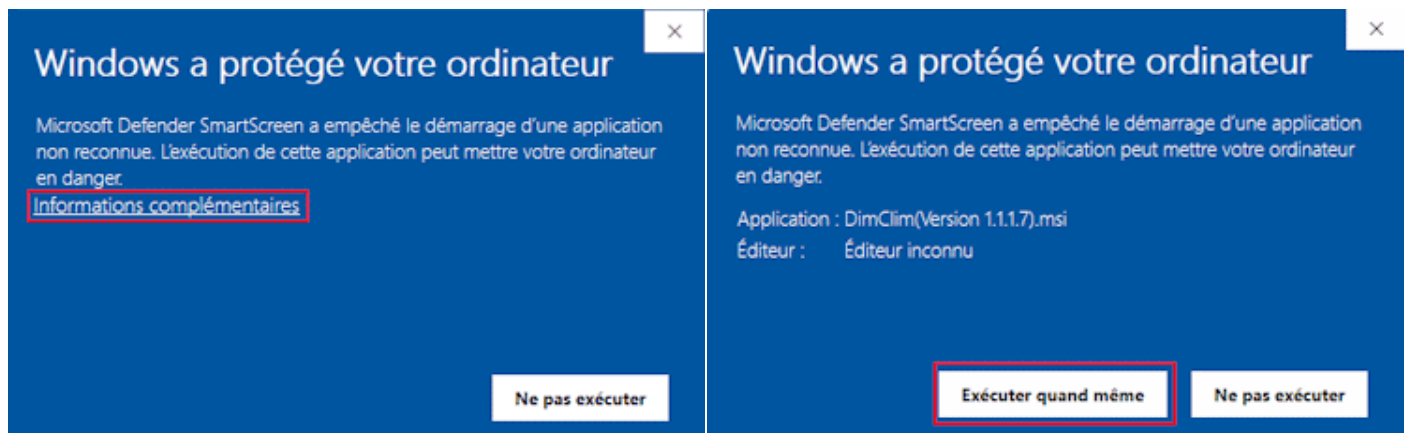 Windows a protégé votre ordinateur
Microsoft Defender SmartScreen a empêché le démarrage d'une application
non reconnue. L'exécution de cette application peut mettre votre ordinateur
en danger.
Informations complémentaires
Ne pas exécuter
Windows a protégé votre ordinateur
Microsoft Defender SmartScreen a empêché le démarrage d'une application
non reconnue. L'exécution de cette application peut mettre votre ordinateur
en danger.
Application : DimClim(Version 1.1.1.7).msi
Éditeur : Éditeur inconnu
Exécuter quand même Ne pas exécuter